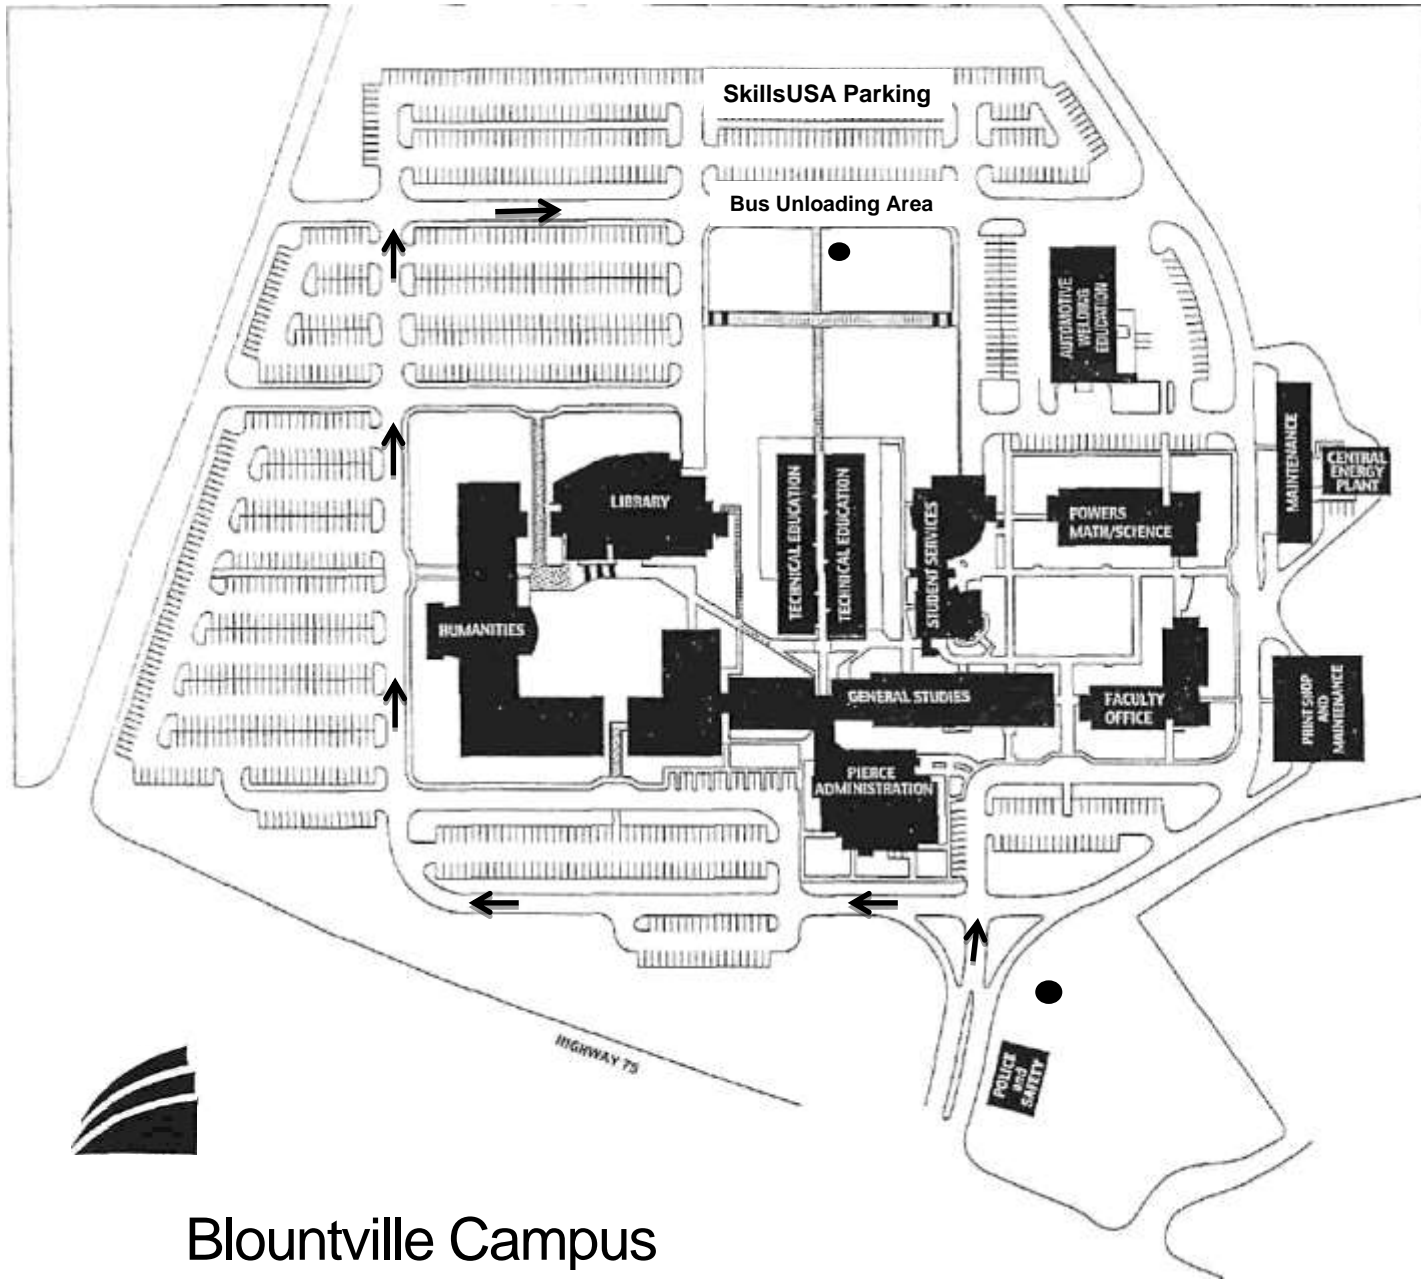 SkillsUSA Parking
Bus Unloading Area
AUTOMOTIVE
WELDING
EDUCATION
MAINTENANCE
CENTRAL
ENERGY
PLANT
LIBRARY
TECHNICAL EDUCATION
TECHNICAL EDUCATION
STUDENT SERVICES
POWERS
MATH/SCIENCE
HUMANITIES
GENERAL STUDIES
FACULTY
OFFICE
PRINT SHOP
AND
MAINTENANCE
PIERCE
ADMINISTRATION
HIGHWAY 75
POLICE
and
SAFETY
Blountville Campus